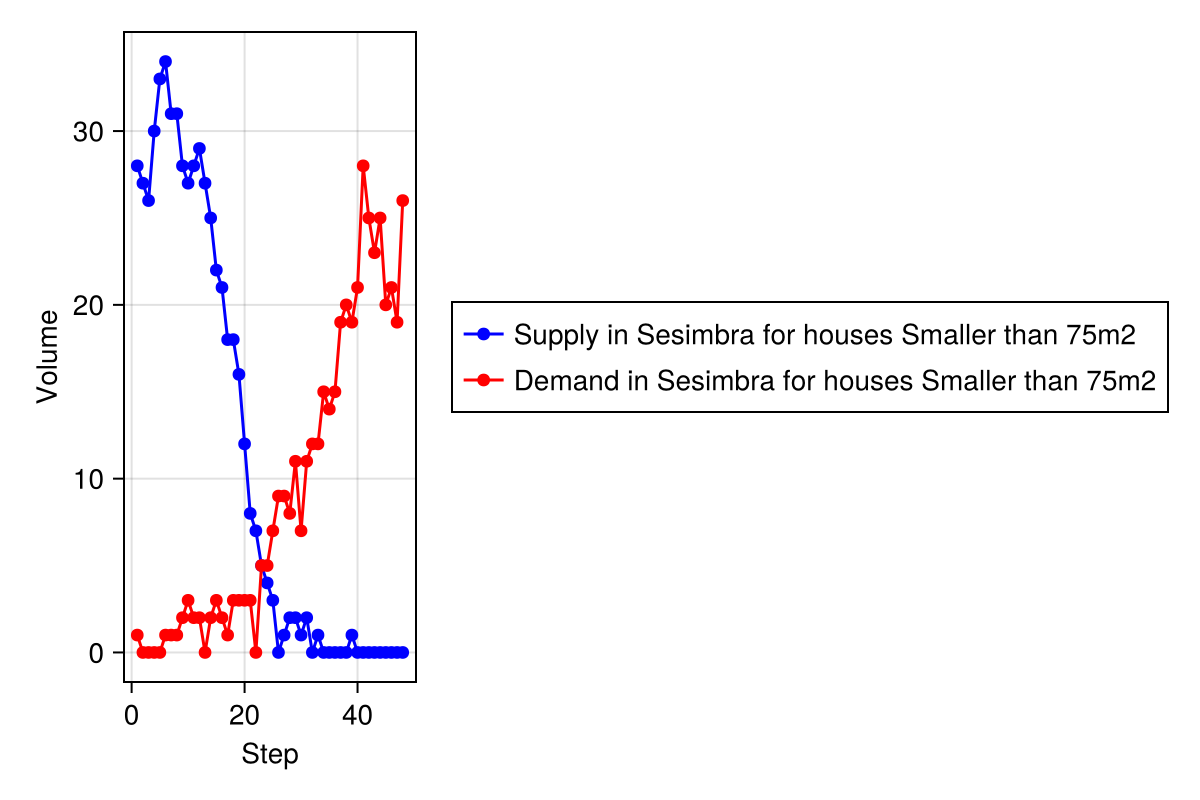 30
20
10
0
Volume
0 20 40
Step
Supply in Sesimbra for houses Smaller than 75m2
Demand in Sesimbra for houses Smaller than 75m2